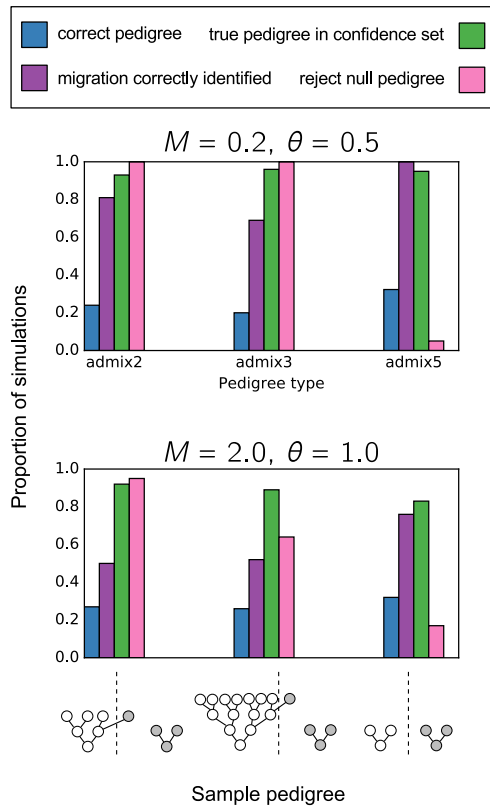 correct pedigree true pedigree in confidence set
migration correctly identified reject null pedigree
M = 0.2, θ = 0.5
1.0
0.8
0.6
0.4
0.2
0.0
admix2 admix3 admix5
Pedigree type
Proportion of simulations
M = 2.0, θ = 1.0
1.0
0.8
0.6
0.4
0.2
0.0
Sample pedigree